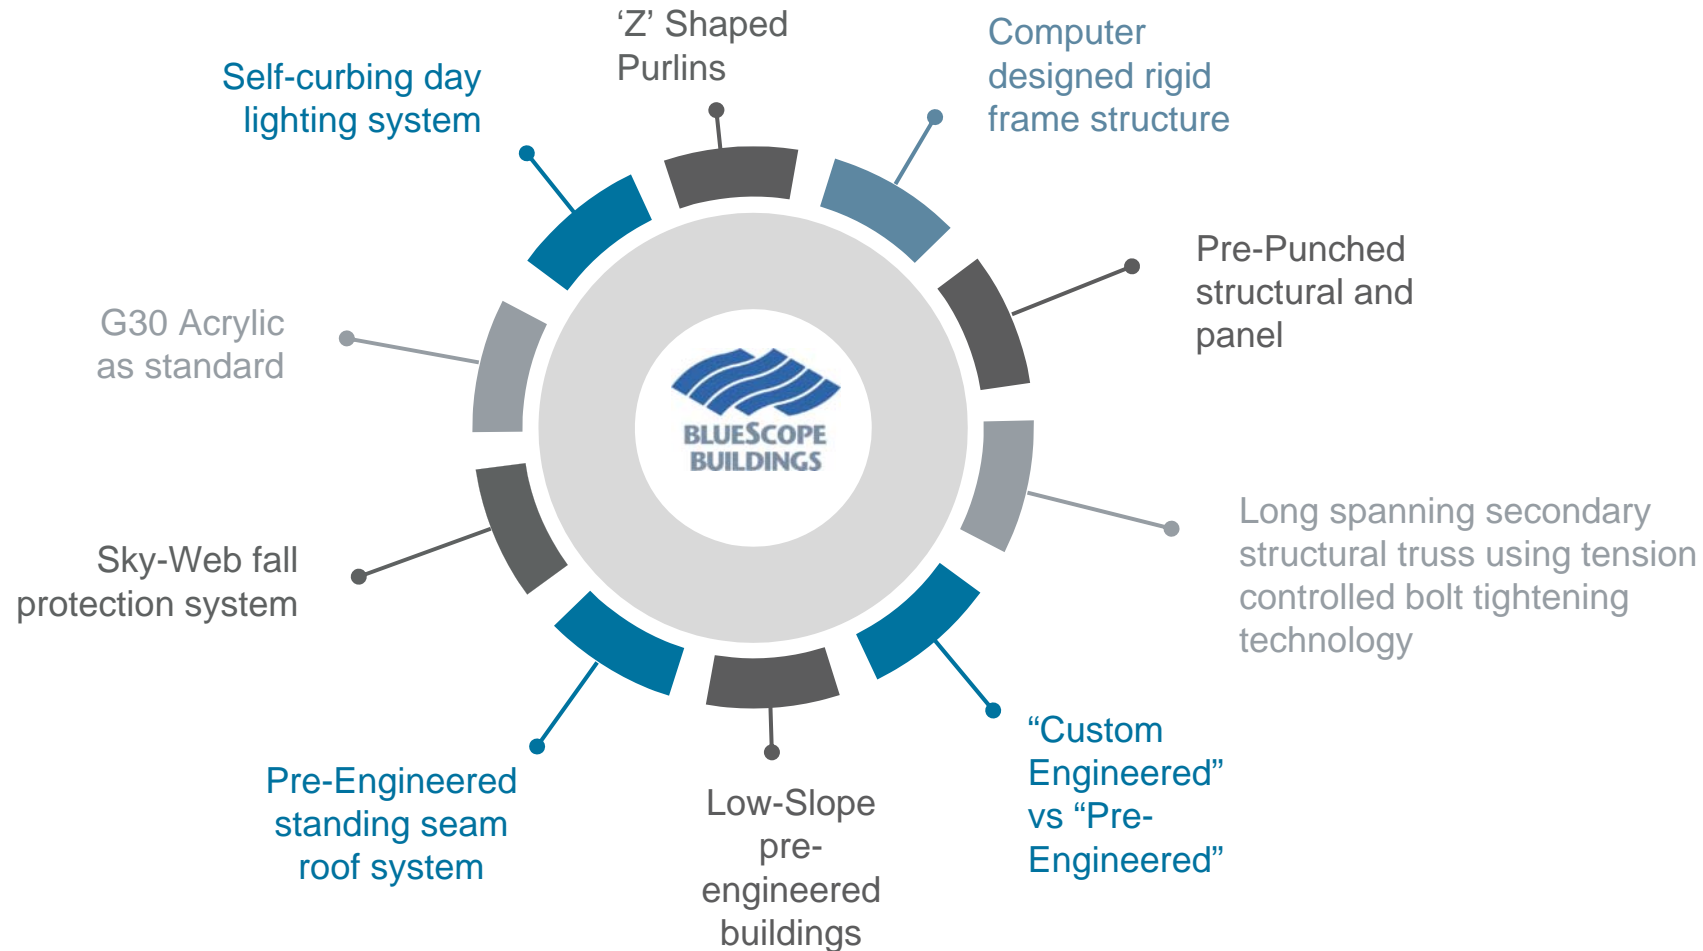 ‘Z’ Shaped
Purlins
Computer
designed rigid
frame structure
Self-curbing day
lighting system
Pre-Punched
structural and
panel
G30 Acrylic
as standard
BLUESCOPE
BUILDINGS
Long spanning secondary
structural truss using tension
controlled bolt tightening
technology
Sky-Web fall
protection system
“Custom
Engineered”
vs “Pre-
Engineered”
Pre-Engineered
standing seam
roof system
Low-Slope
pre-
engineered
buildings